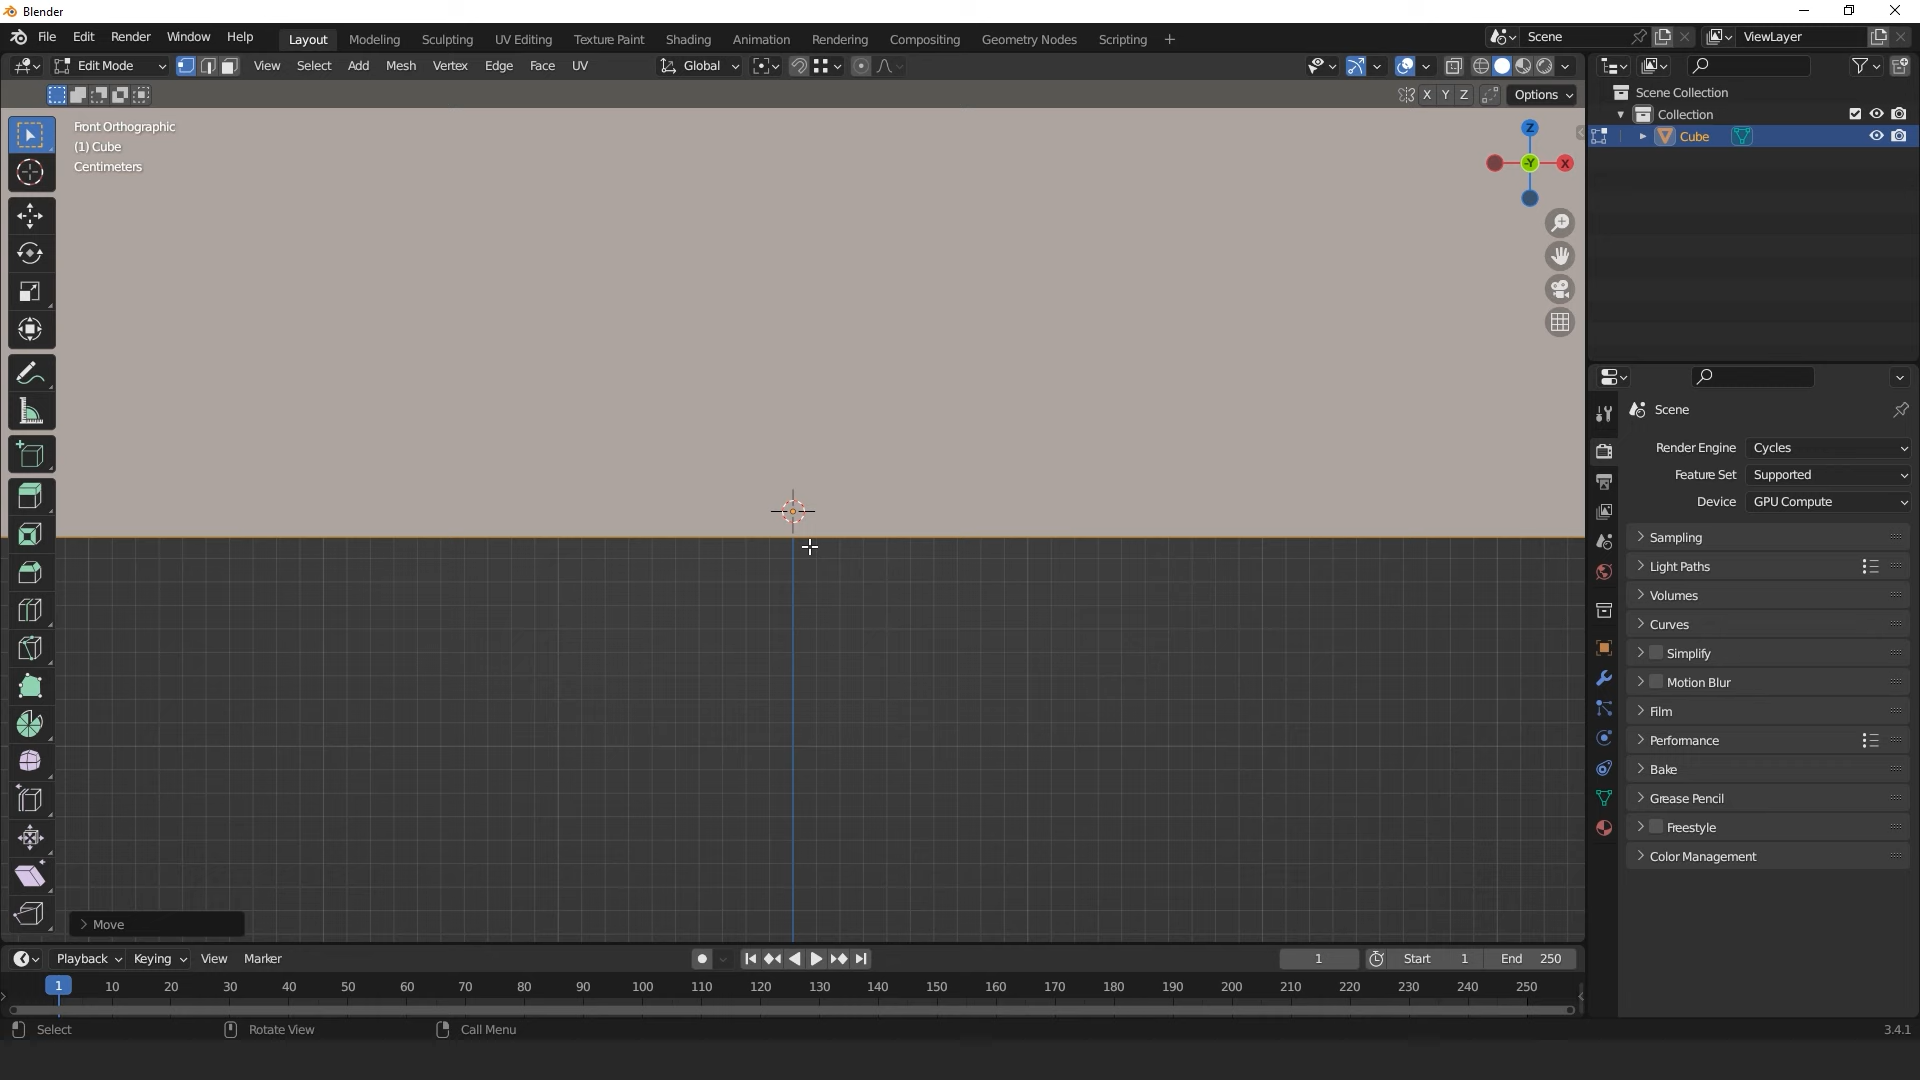 Blender
File Edit Render Window Help Layout Modeling Sculpting UV Editing Texture Paint Shading Animation Rendering Compositing Geometry Nodes Scripting + Scene ViewLayer
Edit Mode View Select Add Mesh Vertex Edge Face UV Global
X Y Z Options
Front Orthographic
(1) Cube
Centimeters
Z
-Y
X
Scene Collection
Collection
Cube
Scene
Render Engine Cycles
Feature Set Supported
Device GPU Compute
Sampling
Light Paths
Volumes
Curves
Simplify
Motion Blur
Film
Performance
Bake
Grease Pencil
Freestyle
Color Management
Move
Playback Keying View Marker 1 Start 1 End 250
1 10 20 30 40 50 60 70 80 90 100 110 120 130 140 150 160 170 180 190 200 210 220 230 240 250
Select Rotate View Call Menu 3.4.1